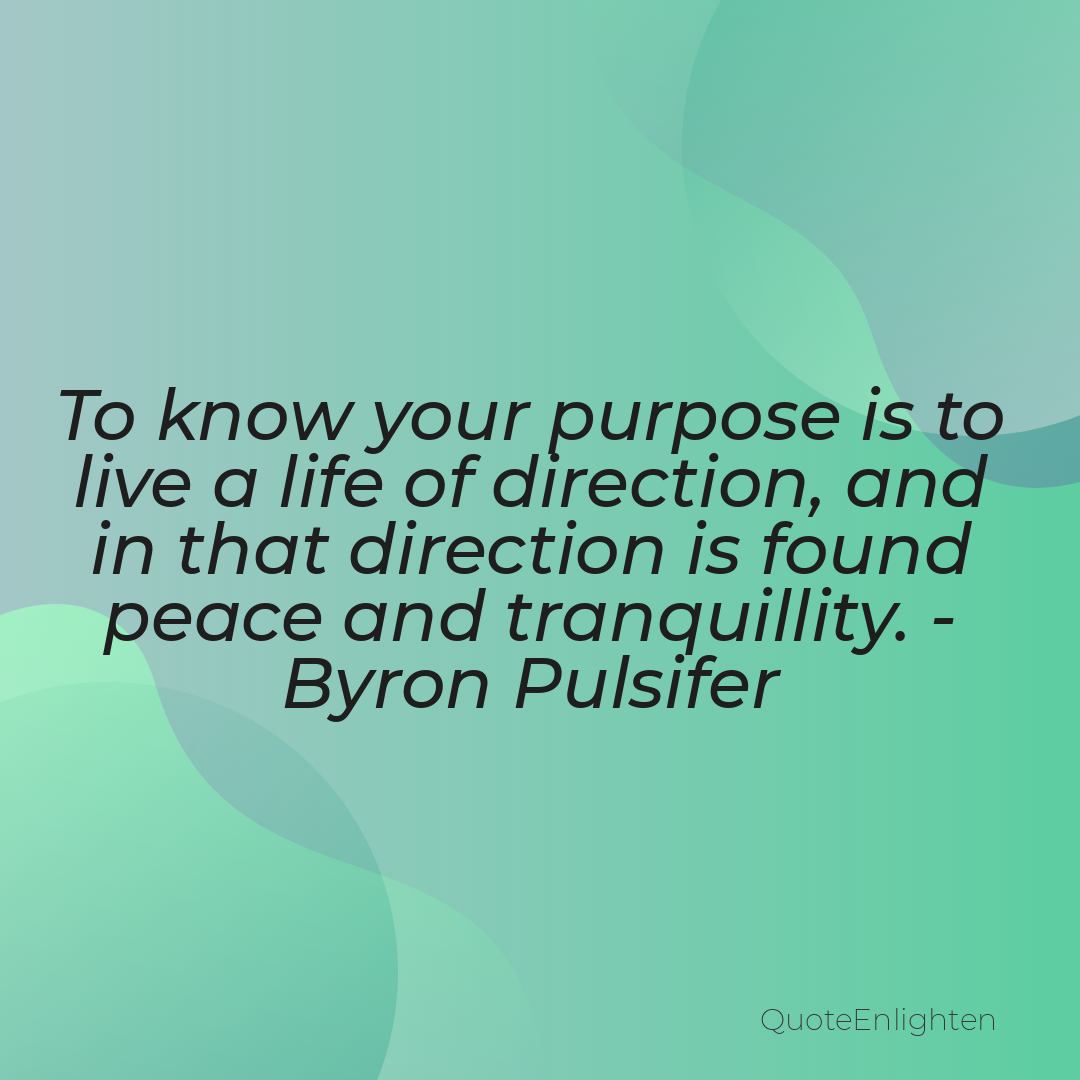 To know your purpose is to
live a life of direction, and
in that direction is found
peace and tranquillity. -
Byron Pulsifer
QuoteEnlighten